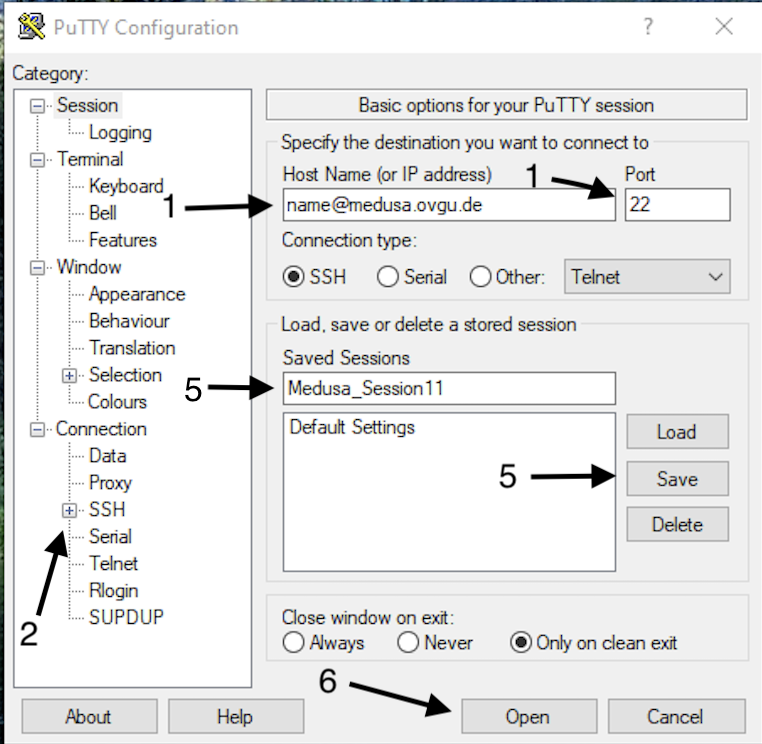 PuTTY Configuration ?
Category:
Session
Logging
Terminal
Keyboard
Bell
Features
Window
Appearance
Behaviour
Translation
Selection
Colours
Connection
Data
Proxy
SSH
Serial
Telnet
Rlogin
SUPDUP
2
Basic options for your PuTTY session
Specify the destination you want to connect to
Host Name (or IP address) 1 Port
1 name@medusa.ovgu.de 22
Connection type:
SSH Serial Other: Telnet
Load, save or delete a stored session
Saved Sessions
5 Medusa_Session11
Default Settings Load
5 Save
Delete
Close window on exit:
Always Never Only on clean exit
6
About Help Open Cancel